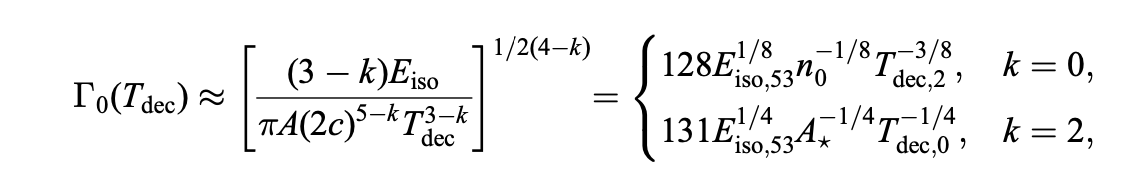 Γ₀(T_dec) ≈ [(3 − k)E_iso / πA(2c)^{5−k} T_dec^{3−k}]^{1/2(4−k)} = { 128E_{iso,53}^{1/8} n_0^{−1/8} T_{dec,2}^{−3/8}, k = 0,
131E_{iso,53}^{1/4} A_⋆^{−1/4} T_{dec,0}^{−1/4}, k = 2,